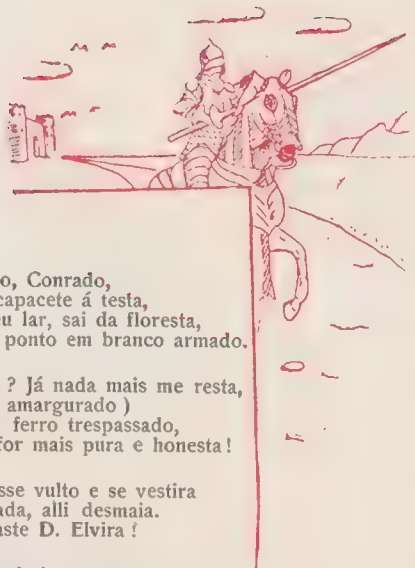 o, Conrado,
capacete á testa,
u lar, sai da floresta,
ponto em branco armado.
? Já nada mais me resta,
amargurado )
ferro trespassado,
for mais pura e honesta !
sse vulto e se vestira
ada, alli desmaia.
aste D. Elvira !